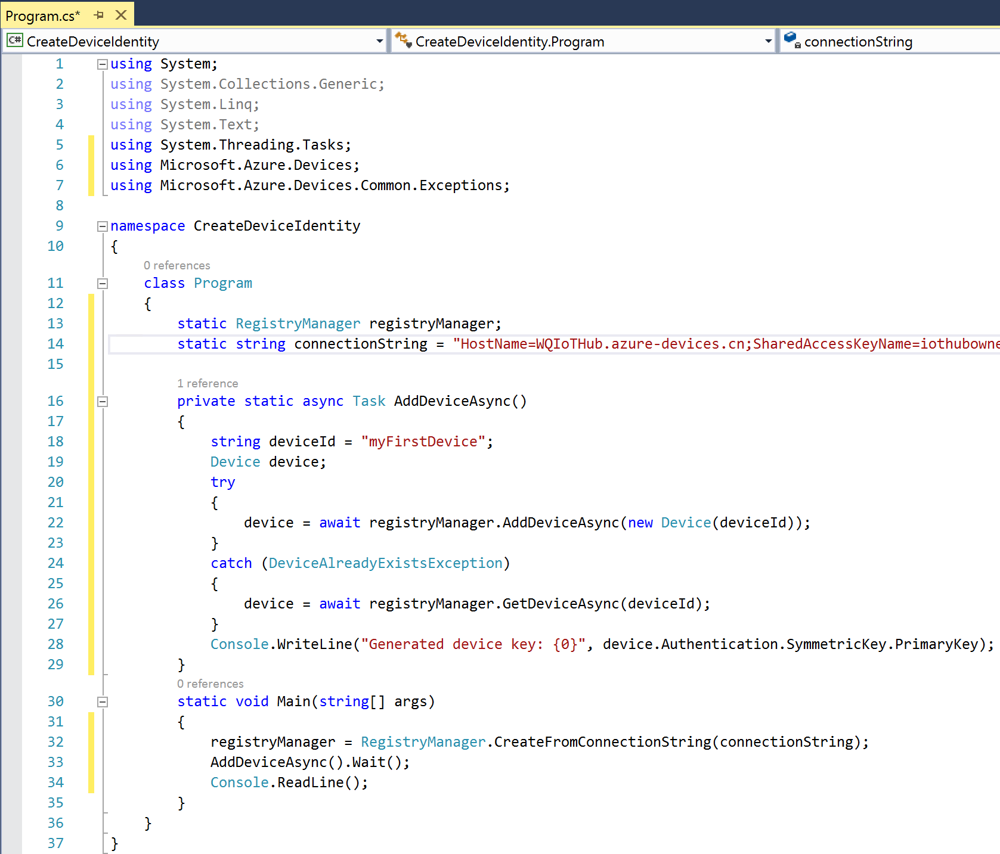 Program.cs*
C# CreateDeviceIdentity CreateDeviceIdentity.Program connectionString
1 using System;
2 using System.Collections.Generic;
3 using System.Linq;
4 using System.Text;
5 using System.Threading.Tasks;
6 using Microsoft.Azure.Devices;
7 using Microsoft.Azure.Devices.Common.Exceptions;
8
9 namespace CreateDeviceIdentity
10 {
0 references
11 class Program
12 {
13 static RegistryManager registryManager;
14 static string connectionString = "HostName=WQIoTHub.azure-devices.cn;SharedAccessKeyName=iothubowne
15
1 reference
16 private static async Task AddDeviceAsync()
17 {
18 string deviceId = "myFirstDevice";
19 Device device;
20 try
21 {
22 device = await registryManager.AddDeviceAsync(new Device(deviceId));
23 }
24 catch (DeviceAlreadyExistsException)
25 {
26 device = await registryManager.GetDeviceAsync(deviceId);
27 }
28 Console.WriteLine("Generated device key: {0}", device.Authentication.SymmetricKey.PrimaryKey);
29 }
0 references
30 static void Main(string[] args)
31 {
32 registryManager = RegistryManager.CreateFromConnectionString(connectionString);
33 AddDeviceAsync().Wait();
34 Console.ReadLine();
35 }
36 }
37 }